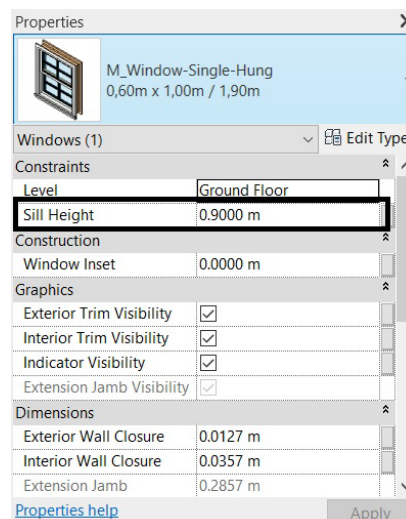 Properties
M_Window-Single-Hung
0,60m x 1,00m / 1,90m
Windows (1) Edit Type
Constraints
Level Ground Floor
Sill Height 0.9000 m
Construction
Window Inset 0.0000 m
Graphics
Exterior Trim Visibility
Interior Trim Visibility
Indicator Visibility
Extension Jamb Visibility
Dimensions
Exterior Wall Closure 0.0127 m
Interior Wall Closure 0.0357 m
Extension Jamb 0.2857 m
Properties help Apply